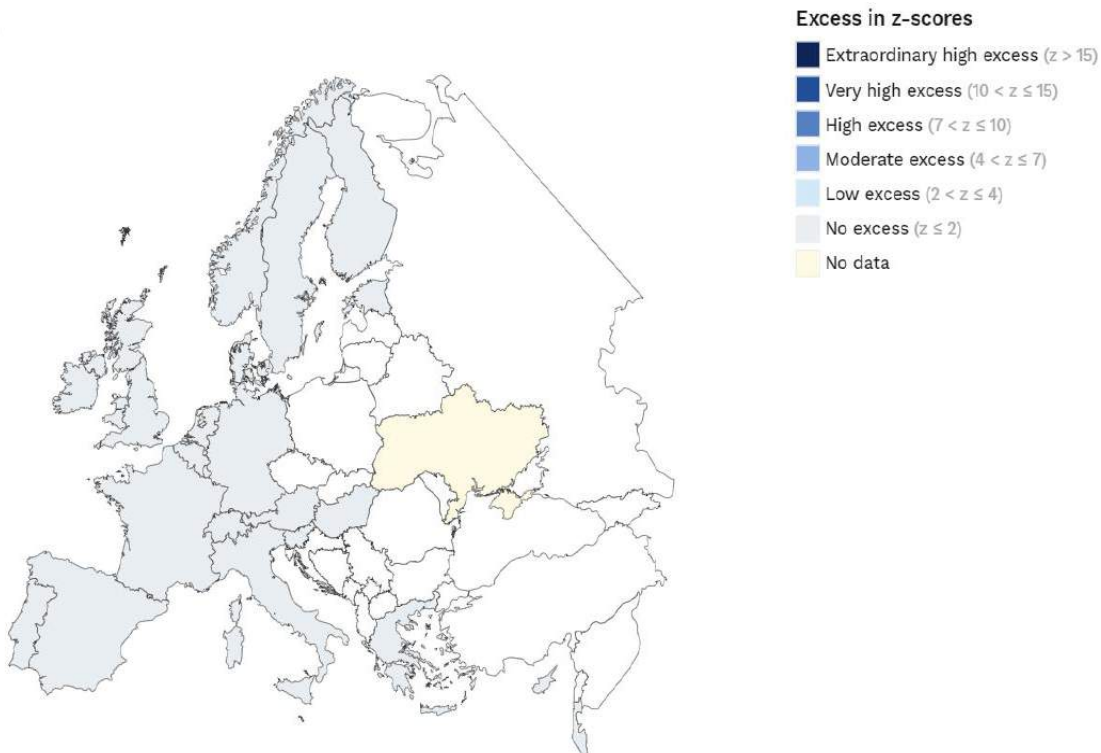 Excess in z-scores
Extraordinary high excess (z > 15)
Very high excess (10 < z ≤ 15)
High excess (7 < z ≤ 10)
Moderate excess (4 < z ≤ 7)
Low excess (2 < z ≤ 4)
No excess (z ≤ 2)
No data